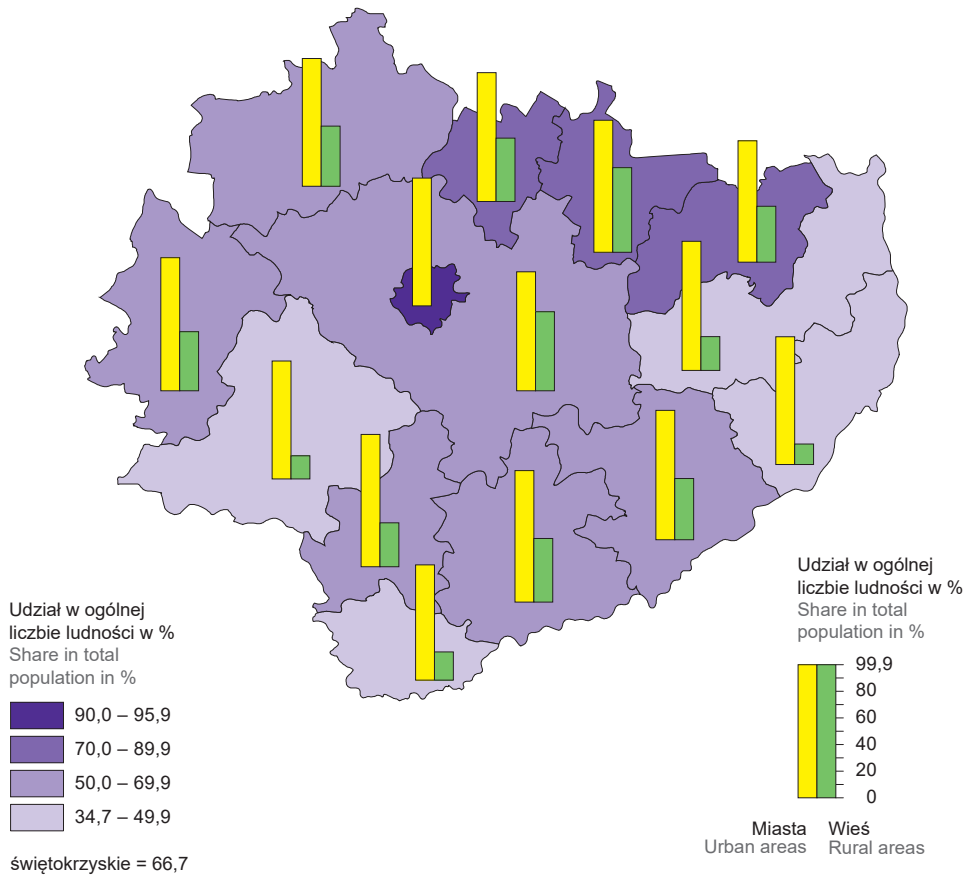 Udział w ogólnej
liczbie ludności w %
Share in total
population in %
90,0 – 95,9
70,0 – 89,9
50,0 – 69,9
34,7 – 49,9
świętokrzyskie = 66,7
Udział w ogólnej
liczbie ludności w %
Share in total
population in %
99,9
80
60
40
20
0
Miasta Wieś
Urban areas Rural areas